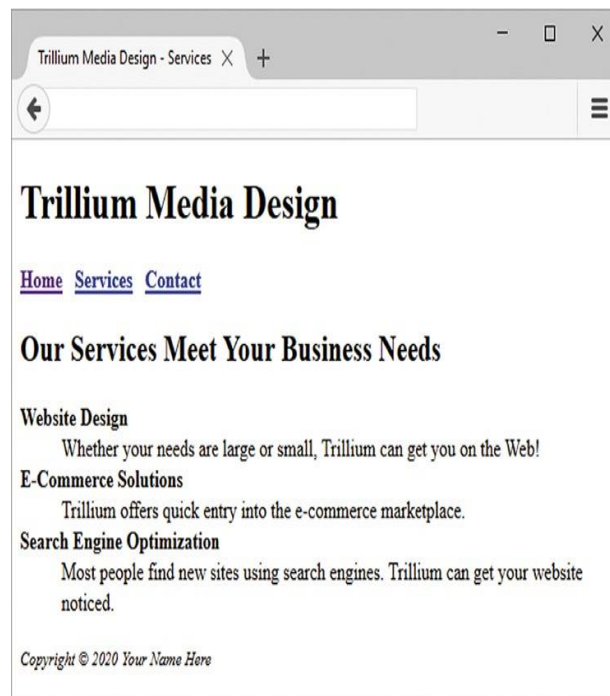 Trillium Media Design - Services
Trillium Media Design
Home Services Contact
Our Services Meet Your Business Needs
Website Design
Whether your needs are large or small, Trillium can get you on the Web!
E-Commerce Solutions
Trillium offers quick entry into the e-commerce marketplace.
Search Engine Optimization
Most people find new sites using search engines. Trillium can get your website
noticed.
Copyright © 2020 Your Name Here